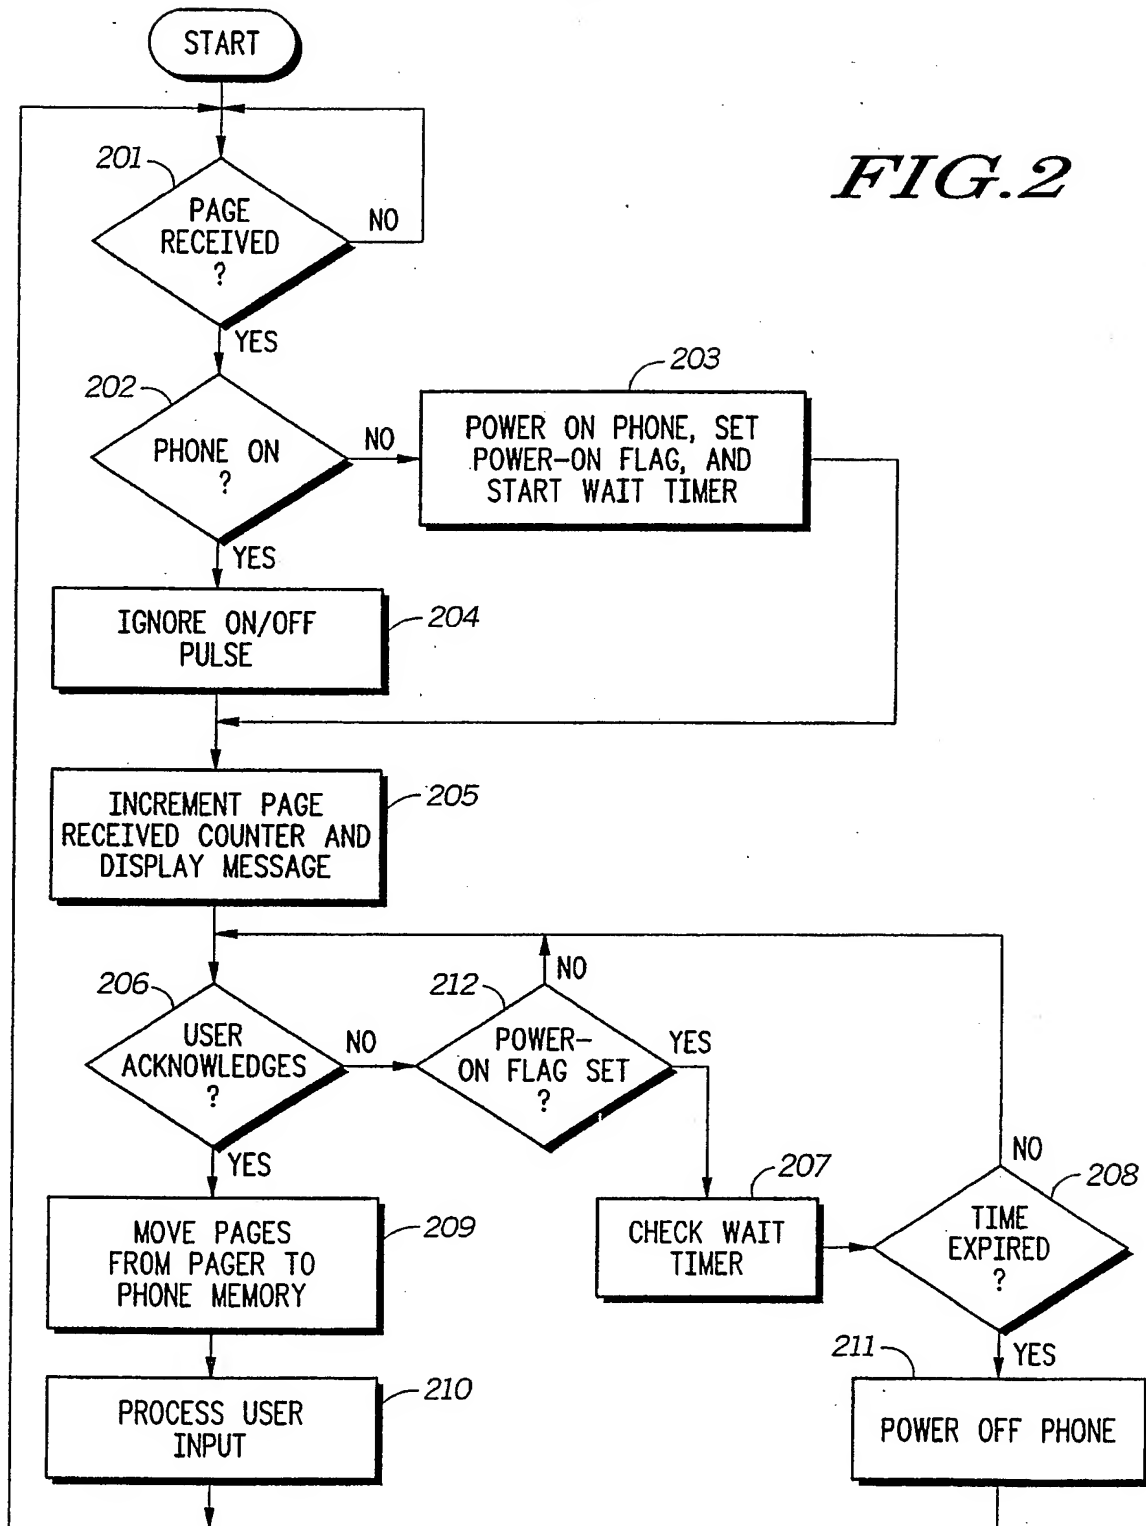 START
FIG.2
201
PAGE
RECEIVED
?
NO
YES
202
PHONE ON
?
NO
YES
203
POWER ON PHONE, SET
POWER-ON FLAG, AND
START WAIT TIMER
IGNORE ON/OFF
PULSE
204
INCREMENT PAGE
RECEIVED COUNTER AND
DISPLAY MESSAGE
205
206
USER
ACKNOWLEDGES
?
NO
YES
212
POWER-
ON FLAG SET
?
NO
YES
207
CHECK WAIT
TIMER
208
TIME
EXPIRED
?
NO
YES
MOVE PAGES
FROM PAGER TO
PHONE MEMORY
209
PROCESS USER
INPUT
210
211
POWER OFF PHONE